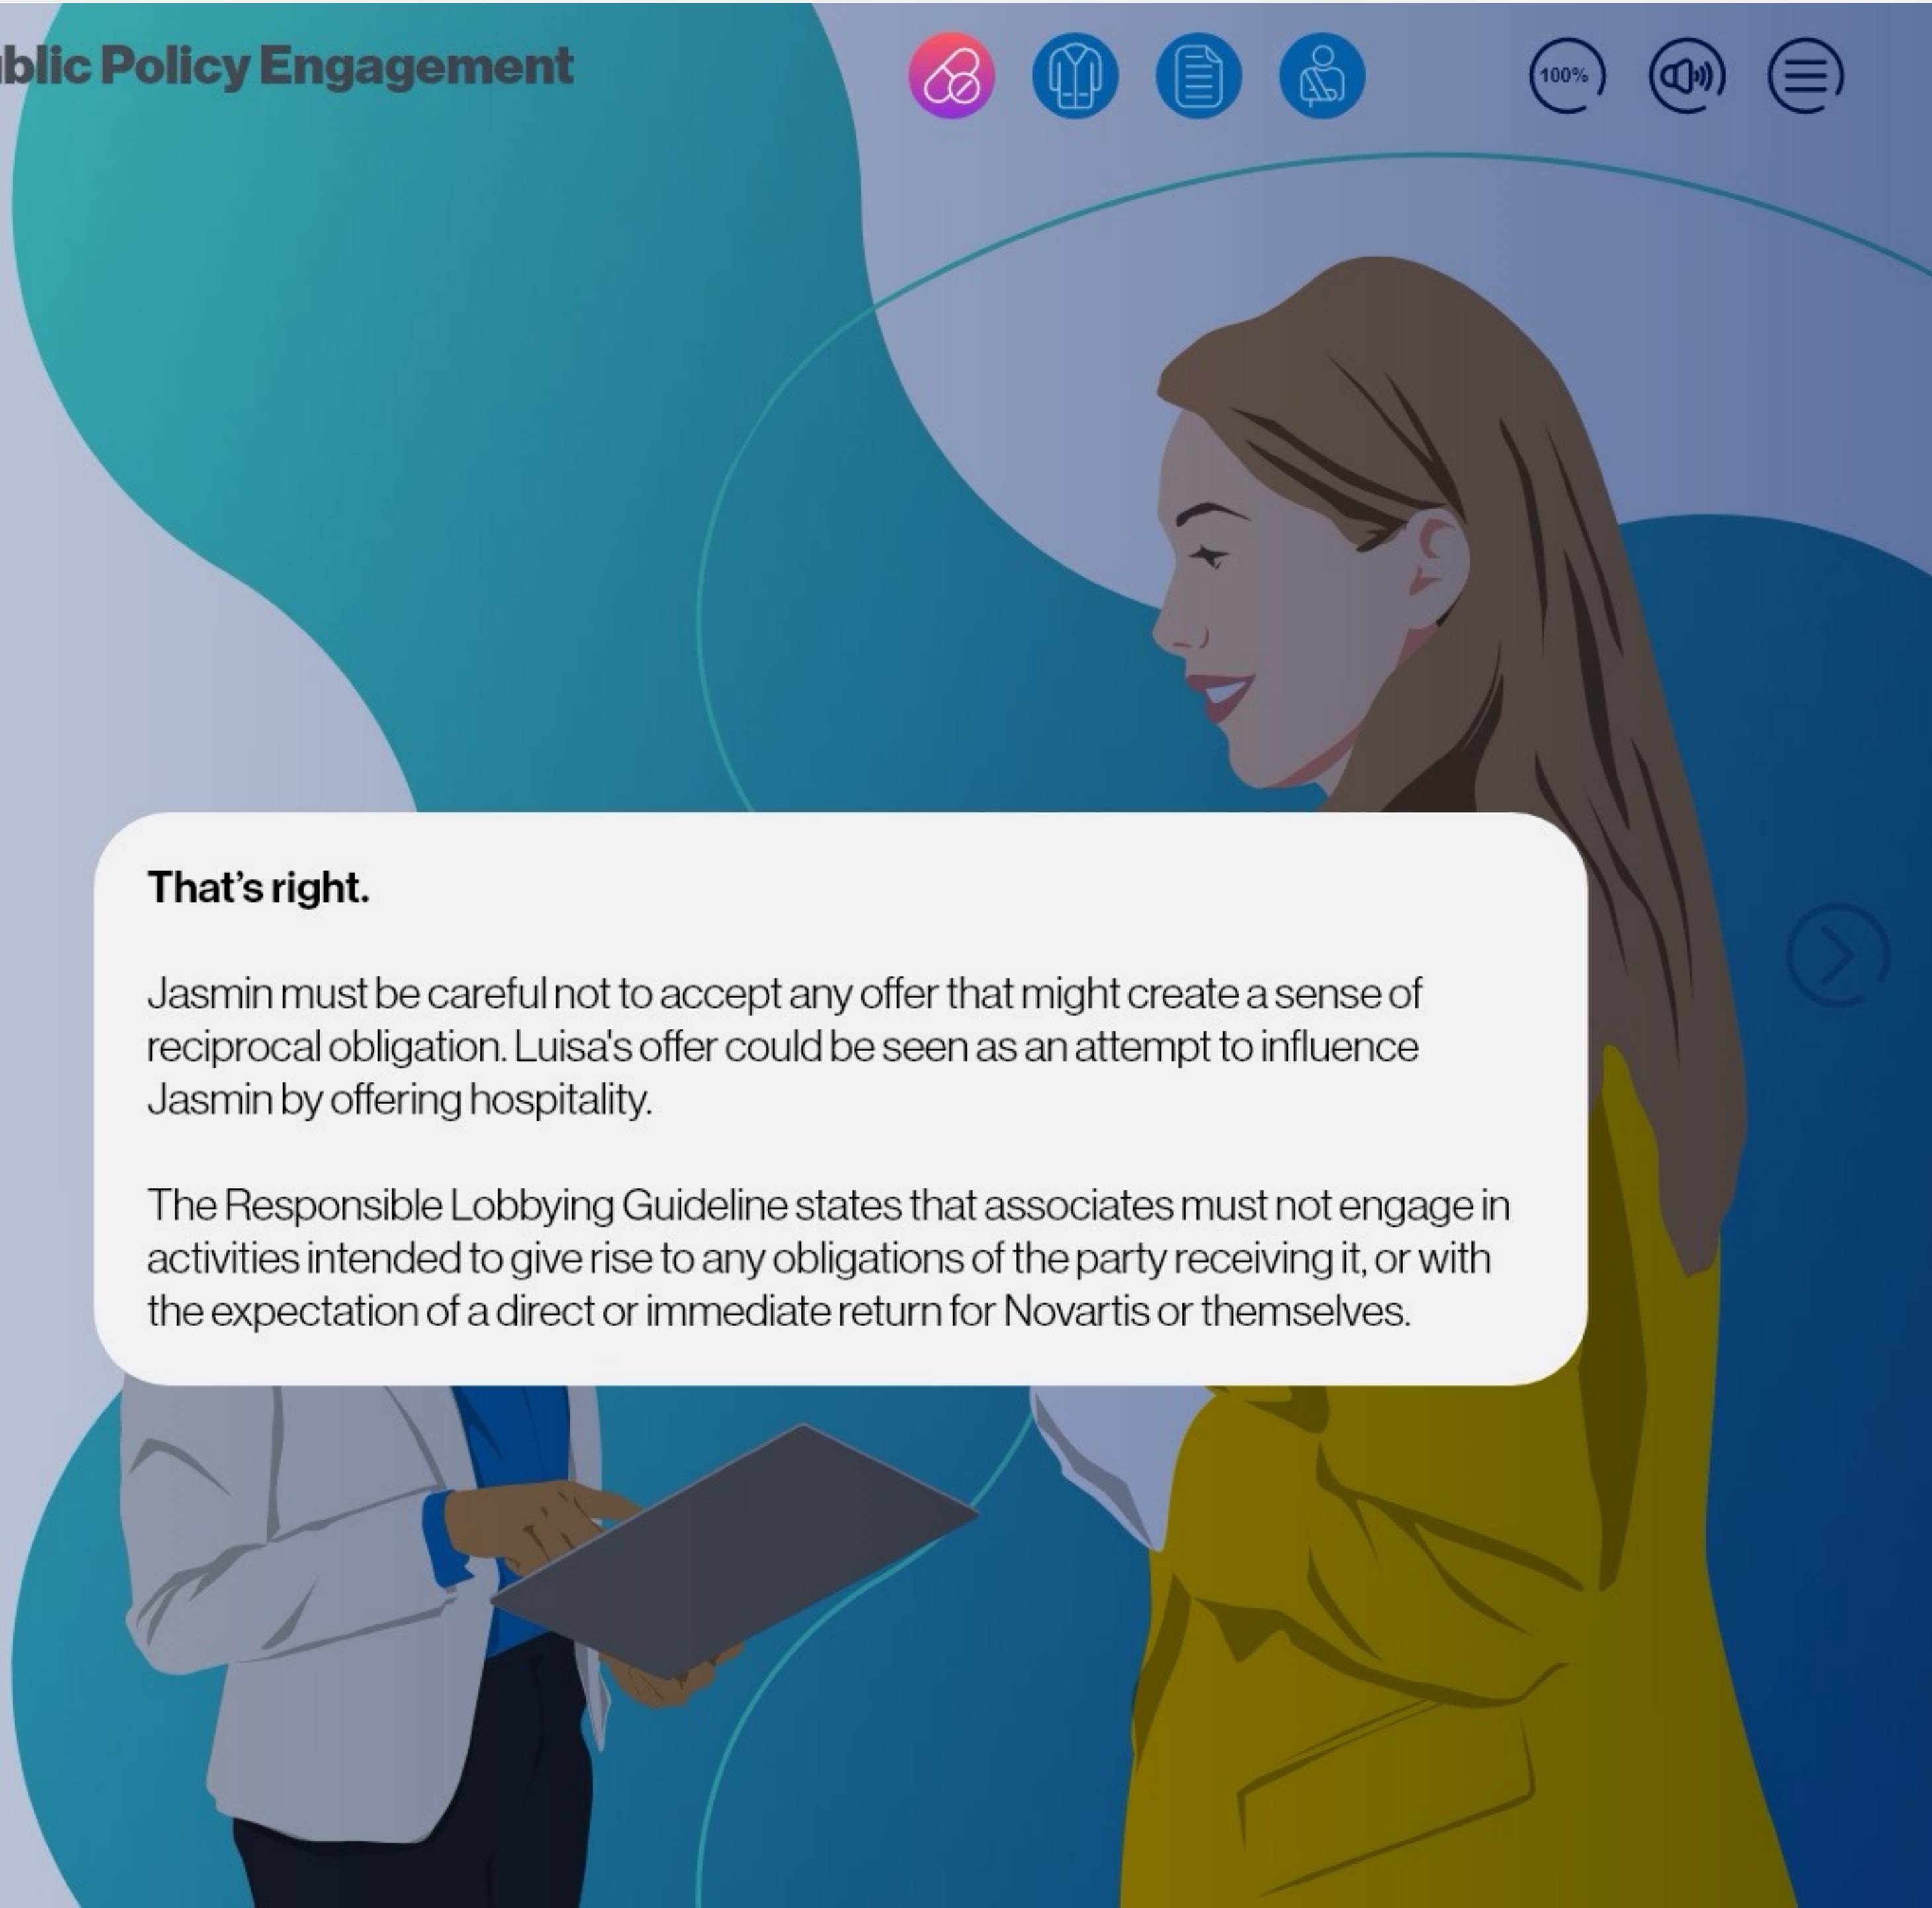 Policy Engagement
100%
That's right.
Jasmin must be careful not to accept any offer that might create a sense of
reciprocal obligation. Luisa's offer could be seen as an attempt to influence
Jasmin by offering hospitality.
The Responsible Lobbying Guideline states that associates must not engage in
activities intended to give rise to any obligations of the party receiving it, or with
the expectation of a direct or immediate return for Novartis or themselves.